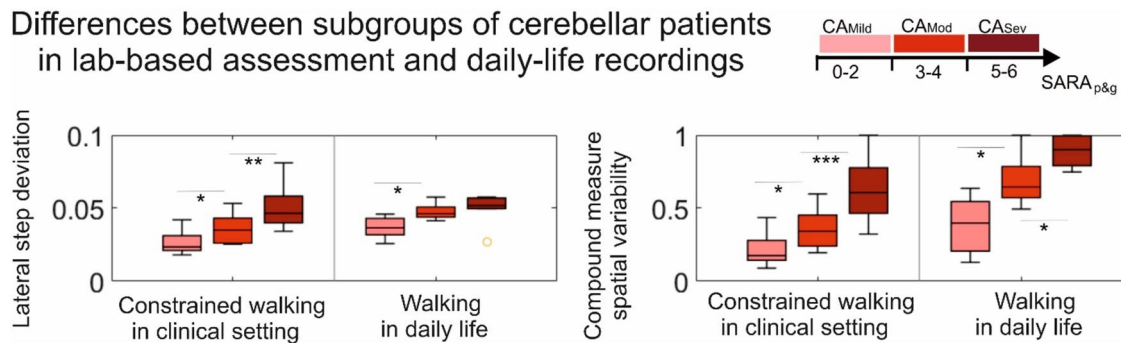 Differences between subgroups of cerebellar patients
in lab-based assessment and daily-life recordings
CAMild CAMod CASev
0-2 3-4 5-6
SARAp&g
Lateral step deviation
0.1
0.05
0
* ** *
Constrained walking
in clinical setting
Walking
in daily life
Compound measure
spatial variability
1
0.5
0
* *** * *
Constrained walking
in clinical setting
Walking
in daily life